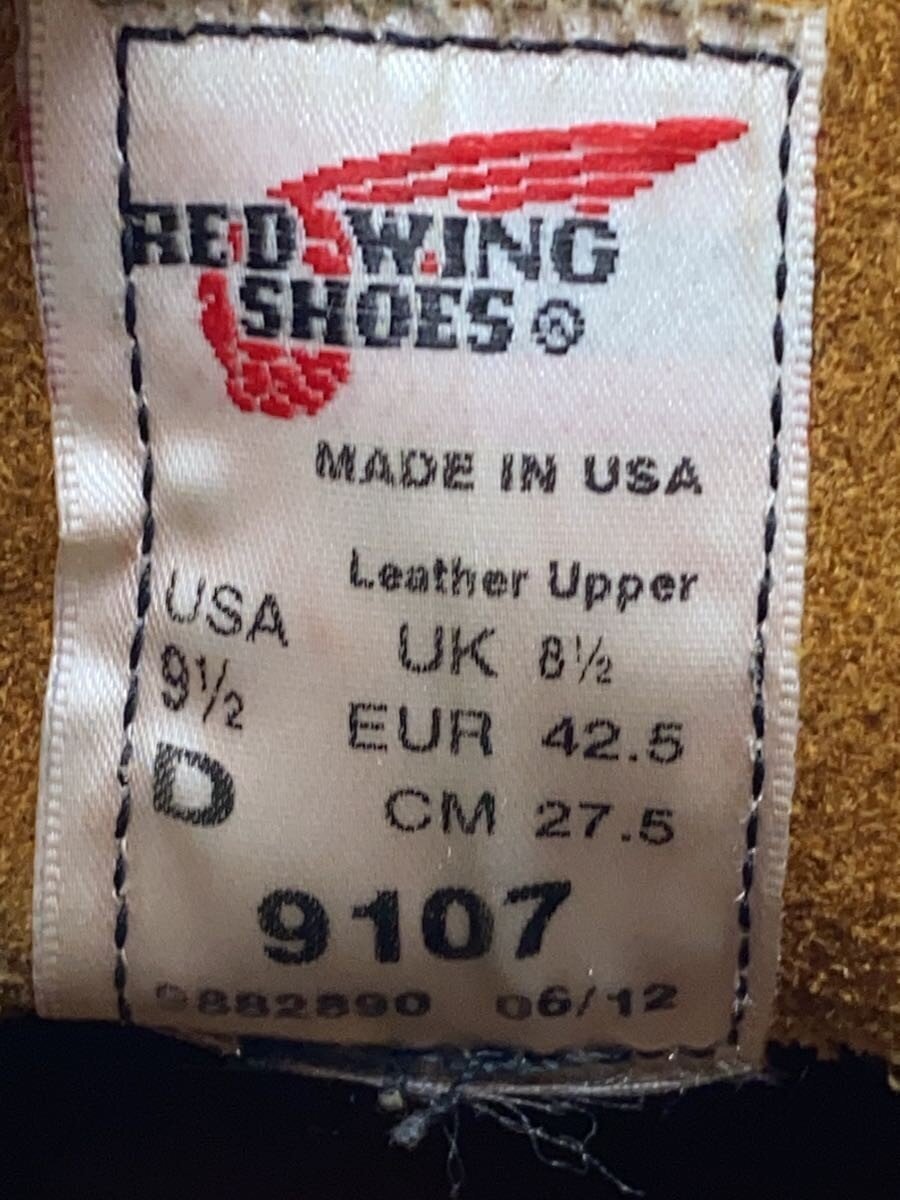 RED WING
SHOES ®
MADE IN USA
Leather Upper
USA
9½
D
UK 8½
EUR 42.5
CM 27.5
9107
06/12